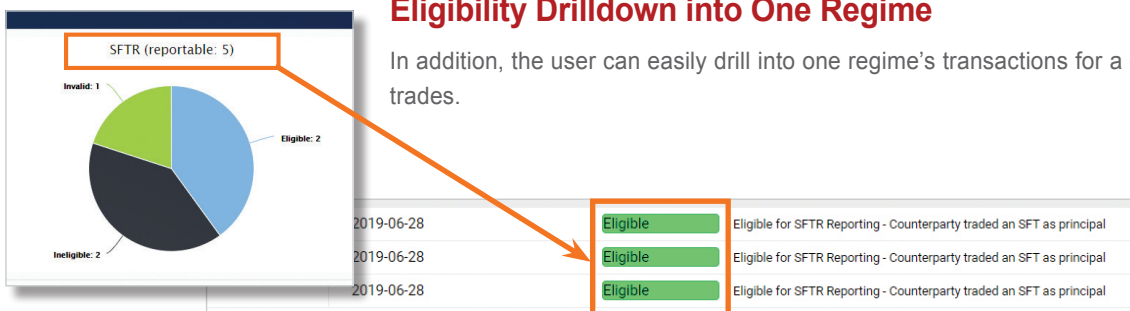 Eligibility Drilldown into One Regime
In addition, the user can easily drill into one regime’s transactions for a
trades.
SFTR (reportable: 5)
Invalid: 1
Eligible: 2
Ineligible: 2
2019-06-28 Eligible Eligible for SFTR Reporting - Counterparty traded an SFT as principal
2019-06-28 Eligible Eligible for SFTR Reporting - Counterparty traded an SFT as principal
2019-06-28 Eligible Eligible for SFTR Reporting - Counterparty traded an SFT as principal